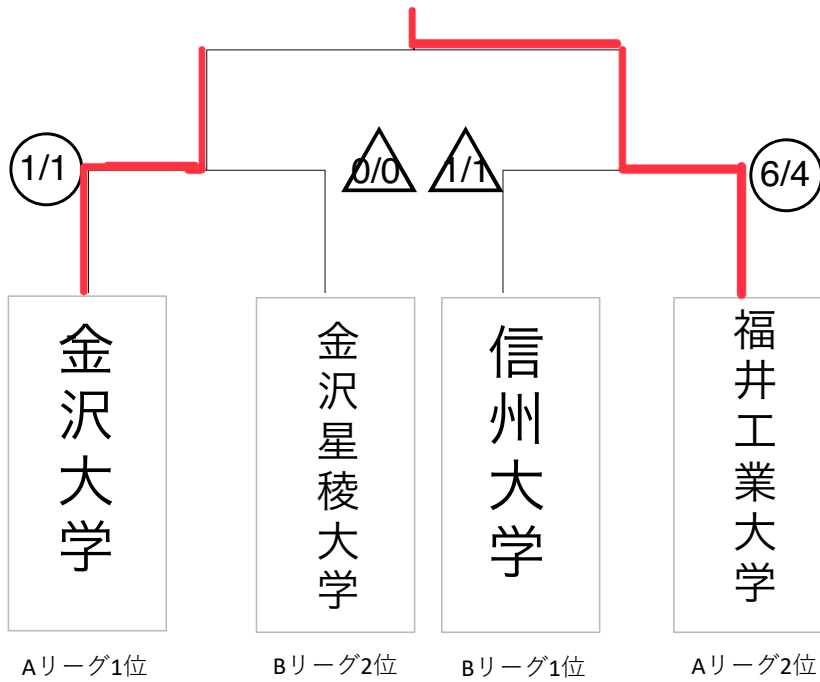 1/1
0/0
1/1
6/4
金沢大学
金沢星稜大学
信州大学
福井工業大学
Aリーグ1位
Bリーグ2位
Bリーグ1位
Aリーグ2位